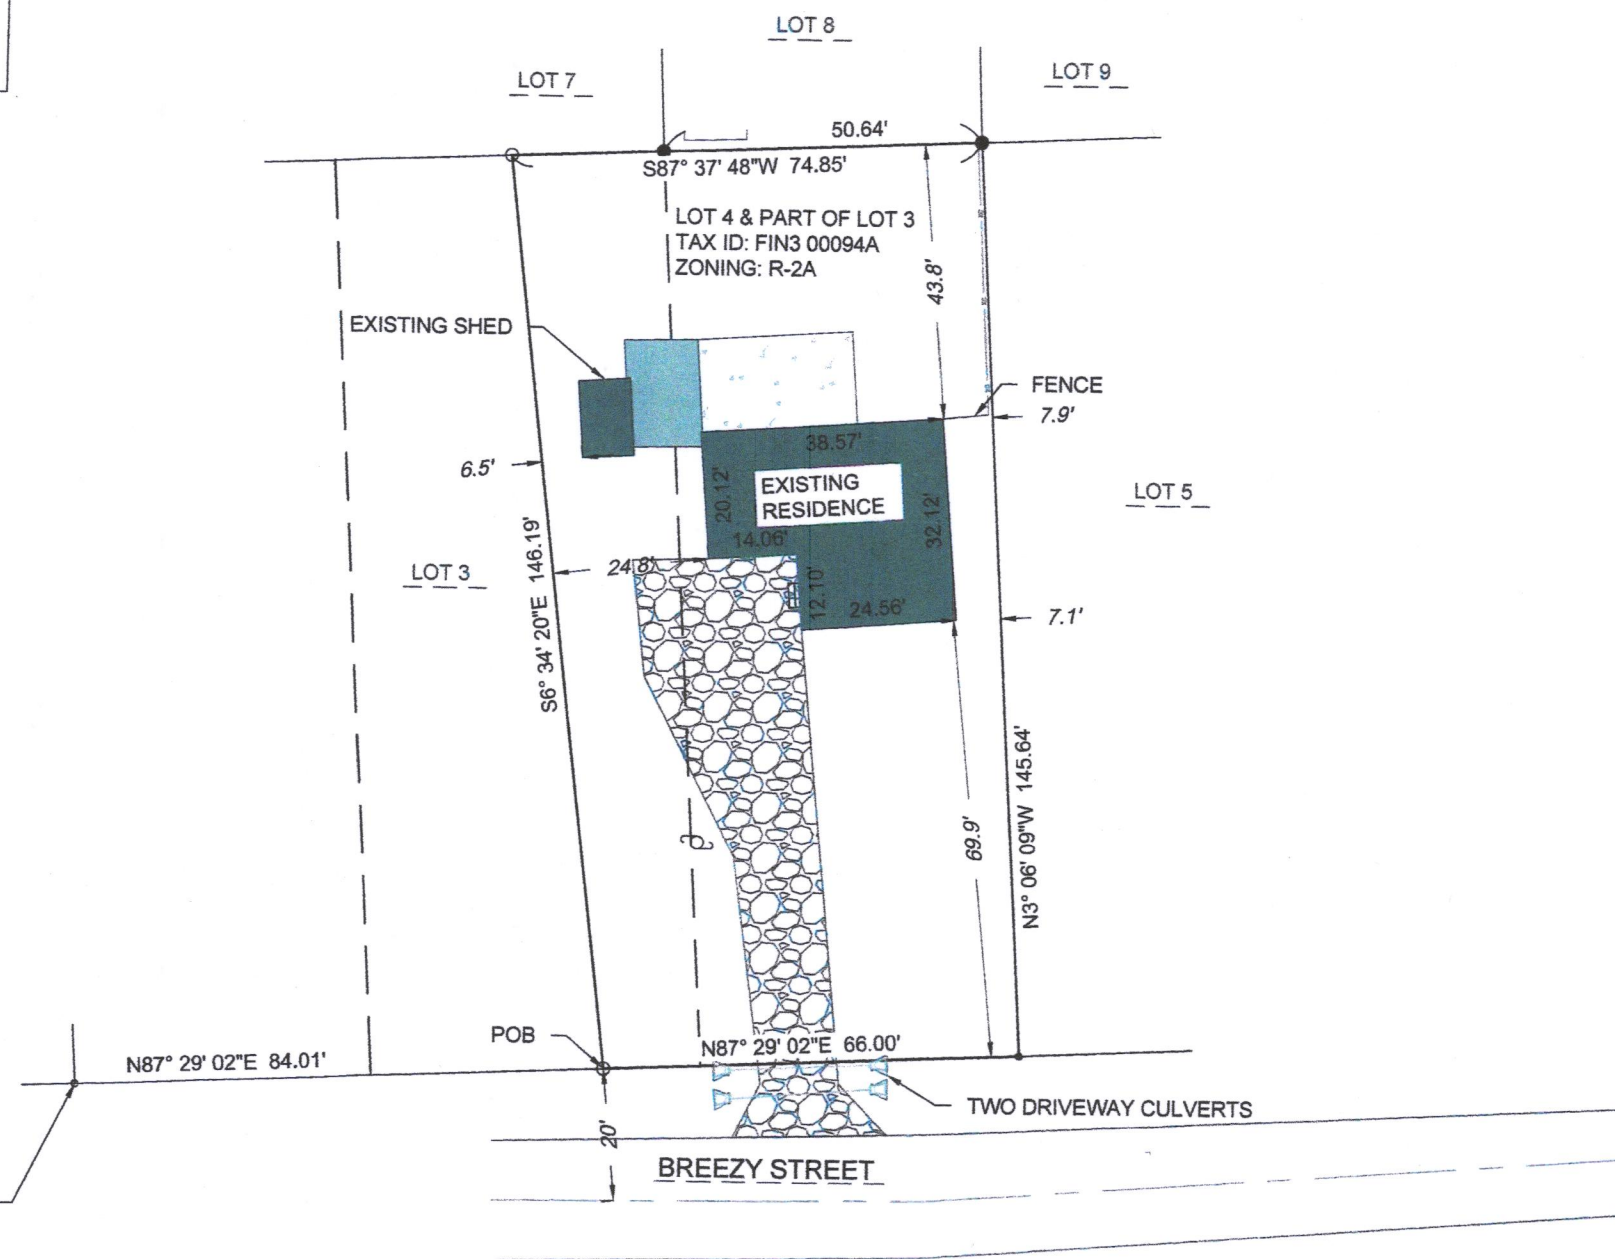 LOT 8
LOT 7
LOT 9
50.64'
S87° 37' 48"W 74.85'
LOT 4 & PART OF LOT 3
TAX ID: FIN3 00094A
ZONING: R-2A
43.8'
EXISTING SHED
FENCE
7.9'
38.57'
6.5'
20.12'
EXISTING
RESIDENCE
32.12'
LOT 5
14.06'
S6° 34' 20"E 146.19'
24.8'
LOT 3
12.10'
24.56'
7.1'
69.9'
N3° 06' 09"W 145.64'
POB
N87° 29' 02"E 66.00'
N87° 29' 02"E 84.01'
TWO DRIVEWAY CULVERTS
20'
BREEZY STREET